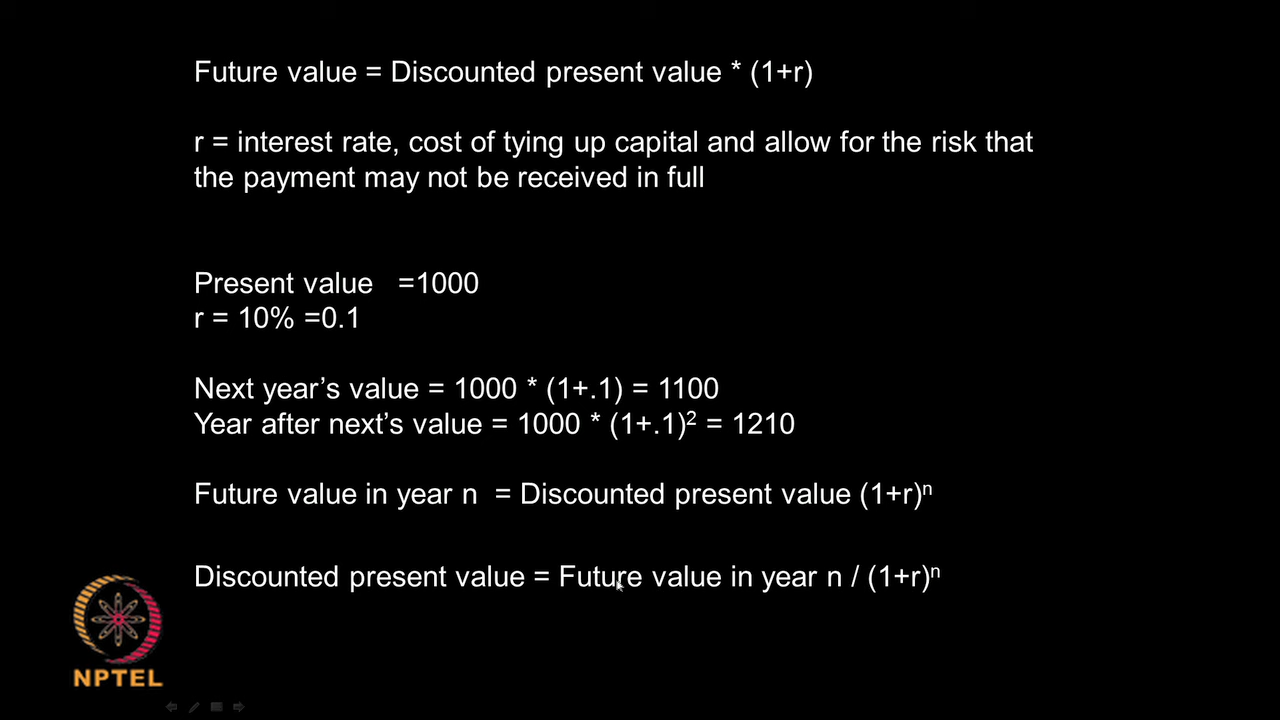 Future value = Discounted present value * (1+r)
r = interest rate, cost of tying up capital and allow for the risk that
the payment may not be received in full
Present value =1000
r = 10% =0.1
Next year’s value = 1000 * (1+.1) = 1100
Year after next’s value = 1000 * (1+.1)² = 1210
Future value in year n = Discounted present value (1+r)ⁿ
Discounted present value = Future value in year n / (1+r)ⁿ
NPTEL